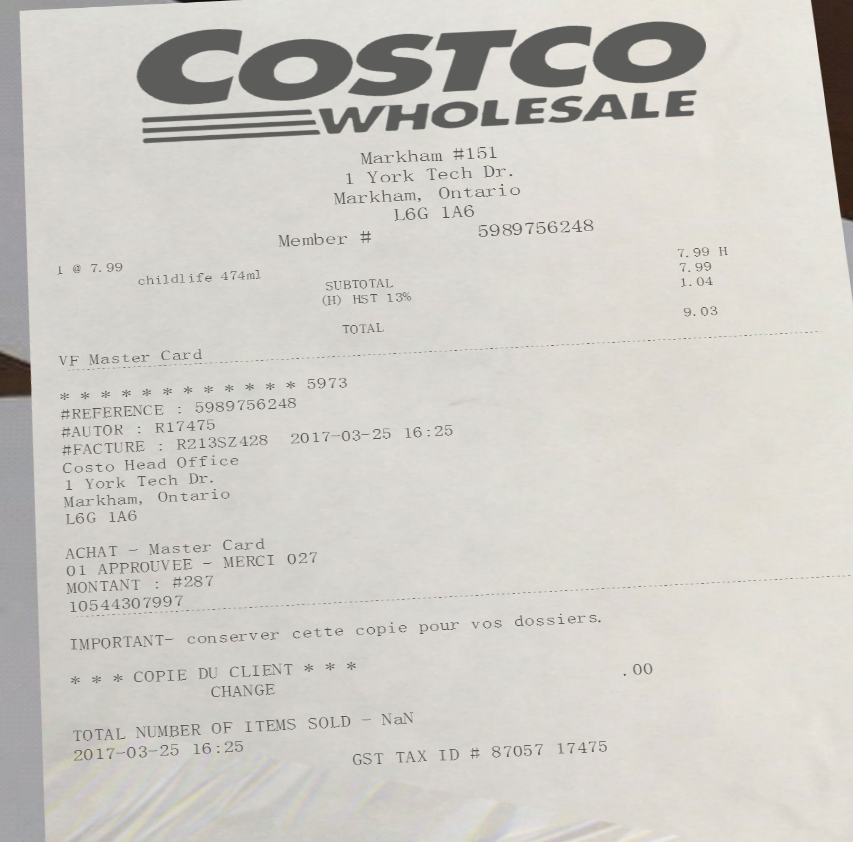 COSTCO
WHOLESALE
Markham #151
1 York Tech Dr.
Markham, Ontario
L6G 1A6
Member # 5989756248
1 @ 7.99 7.99 H
childlife 474ml
SUBTOTAL 7.99
(H) HST 13% 1.04
TOTAL 9.03
VF Master Card
* * * * * * * * * * * * 5973
#REFERENCE : 5989756248
#AUTOR : R17475
#FACTURE : R213SZ428 2017-03-25 16:25
Costo Head Office
1 York Tech Dr.
Markham, Ontario
L6G 1A6
ACHAT - Master Card
01 APPROUVEE - MERCI 027
MONTANT : #287
10544307997
IMPORTANT- conserver cette copie pour vos dossiers.
* * * COPIE DU CLIENT * * *
CHANGE .00
TOTAL NUMBER OF ITEMS SOLD - NaN
2017-03-25 16:25
GST TAX ID # 87057 17475